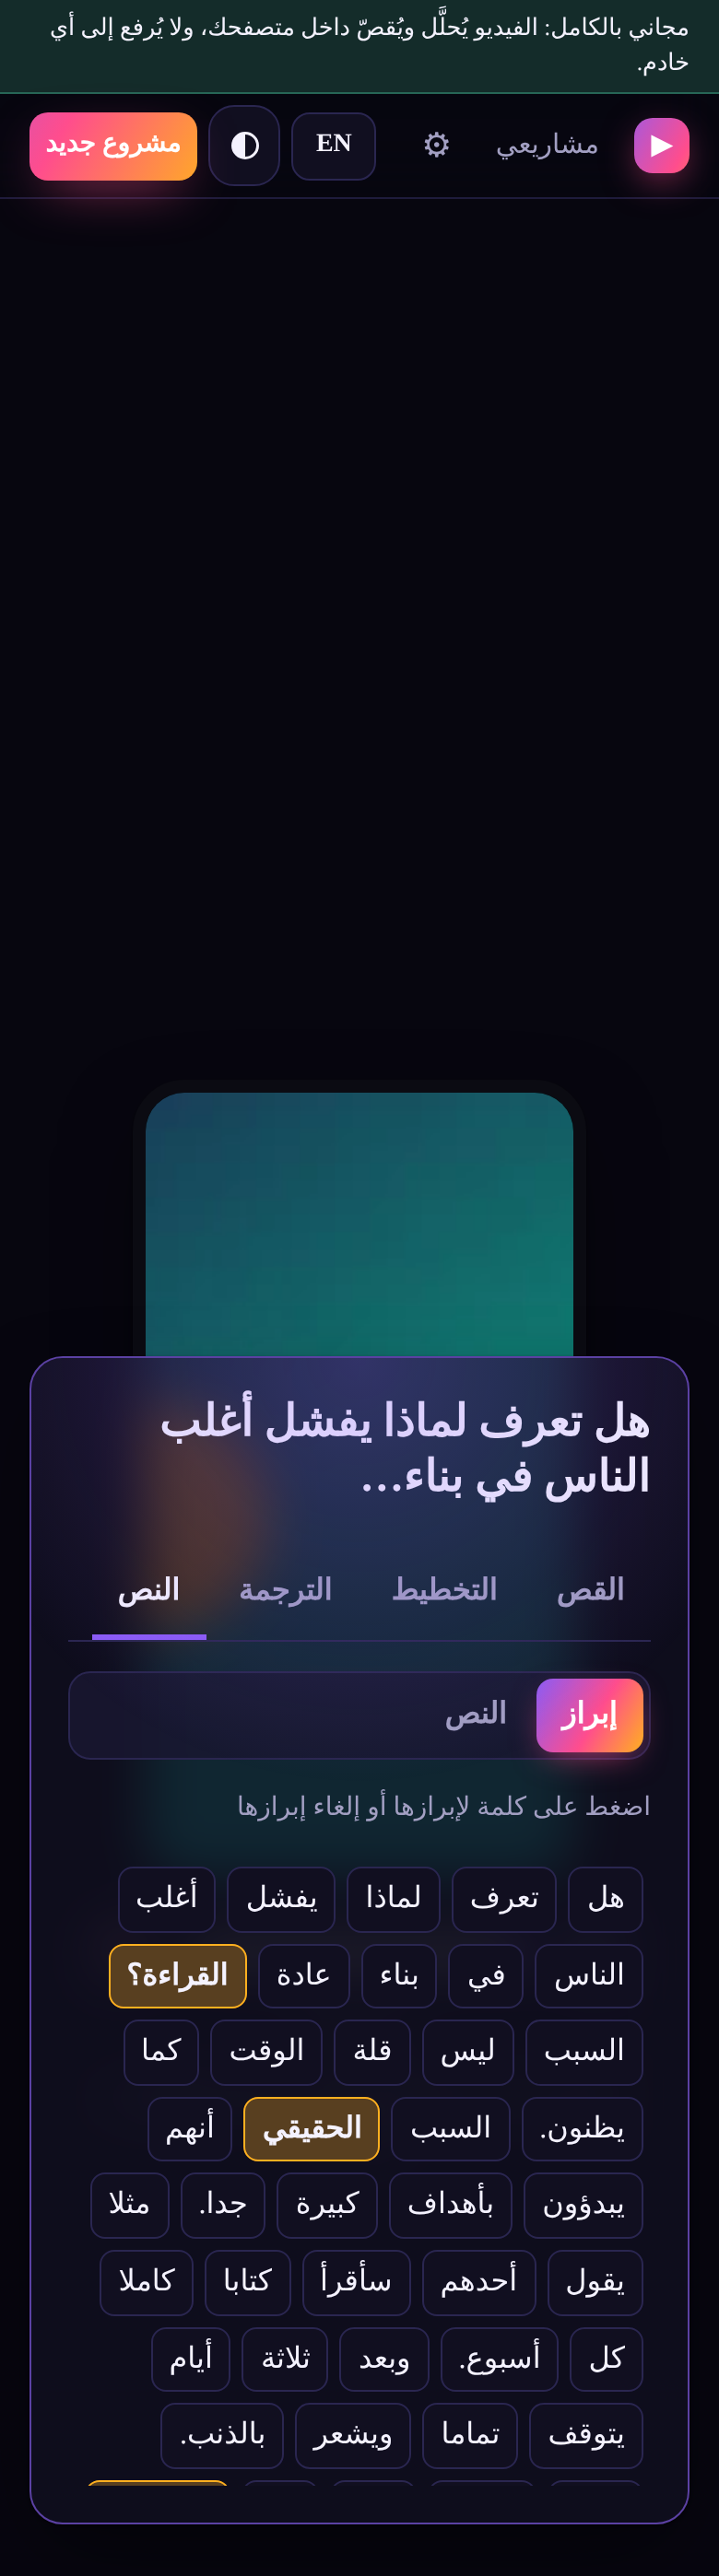 مجاني بالكامل: الفيديو يُحلَّل ويُقصّ داخل متصفحك، ولا يُرفع إلى أي
خادم.
مشاريعي EN مشروع جديد
هل تعرف لماذا يفشل أغلب
الناس في بناء…
القص التخطيط الترجمة النص
إبراز النص
اضغط على كلمة لإبرازها أو إلغاء إبرازها
هل تعرف لماذا يفشل أغلب
الناس في بناء عادة القراءة؟
السبب ليس قلة الوقت كما
يظنون. السبب الحقيقي أنهم
يبدؤون بأهداف كبيرة جدا. مثلا
يقول أحدهم سأقرأ كتابا كاملا
كل أسبوع. وبعد ثلاثة أيام
يتوقف تماما ويشعر بالذنب.